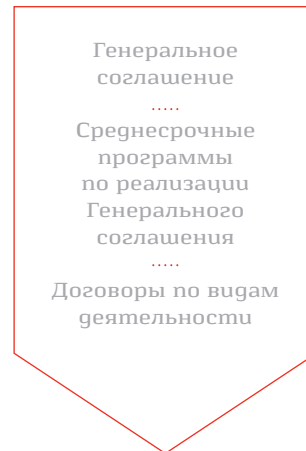 Генеральное
соглашение
.....
Среднесрочные
программы
по реализации
Генерального
соглашения
.....
Договоры по видам
деятельности